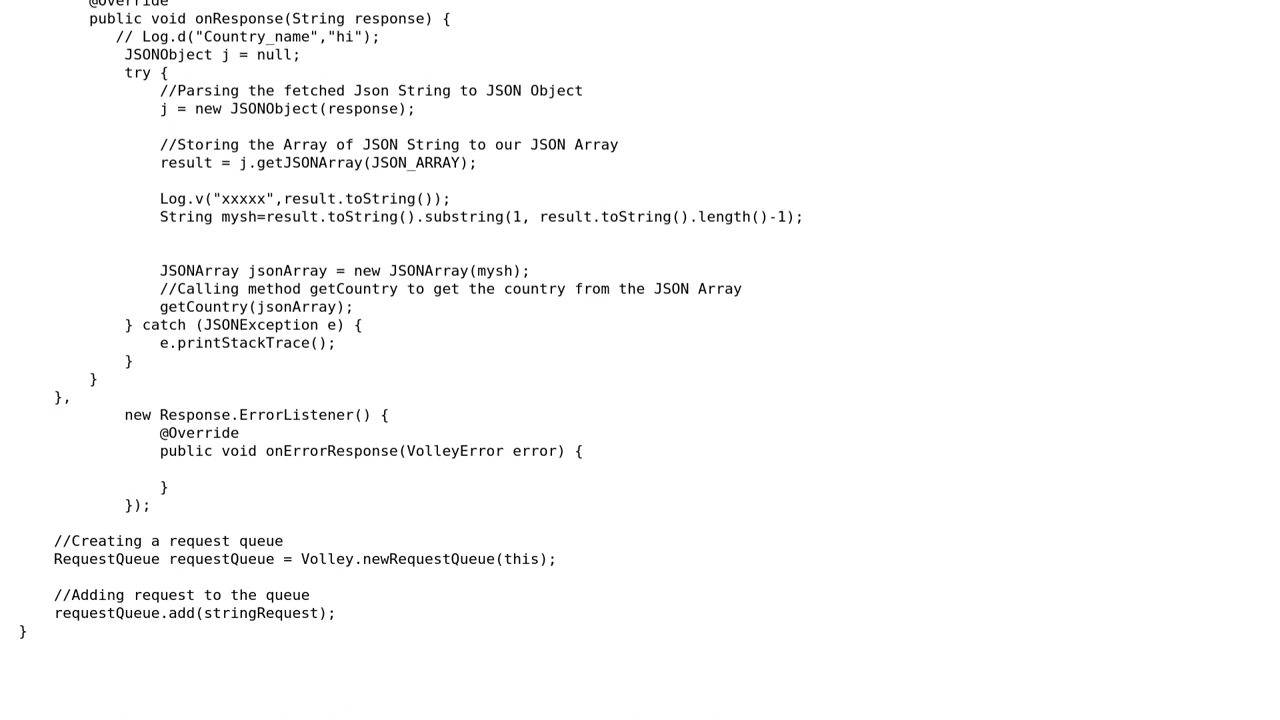 @Override
public void onResponse(String response) {
// Log.d("Country_name","hi");
JSONObject j = null;
try {
//Parsing the fetched Json String to JSON Object
j = new JSONObject(response);
//Storing the Array of JSON String to our JSON Array
result = j.getJSONArray(JSON_ARRAY);
Log.v("xxxxx",result.toString());
String mysh=result.toString().substring(1, result.toString().length()-1);
JSONArray jsonArray = new JSONArray(mysh);
//Calling method getCountry to get the country from the JSON Array
getCountry(jsonArray);
} catch (JSONException e) {
e.printStackTrace();
}
}
},
new Response.ErrorListener() {
@Override
public void onErrorResponse(VolleyError error) {
}
});
//Creating a request queue
RequestQueue requestQueue = Volley.newRequestQueue(this);
//Adding request to the queue
requestQueue.add(stringRequest);
}